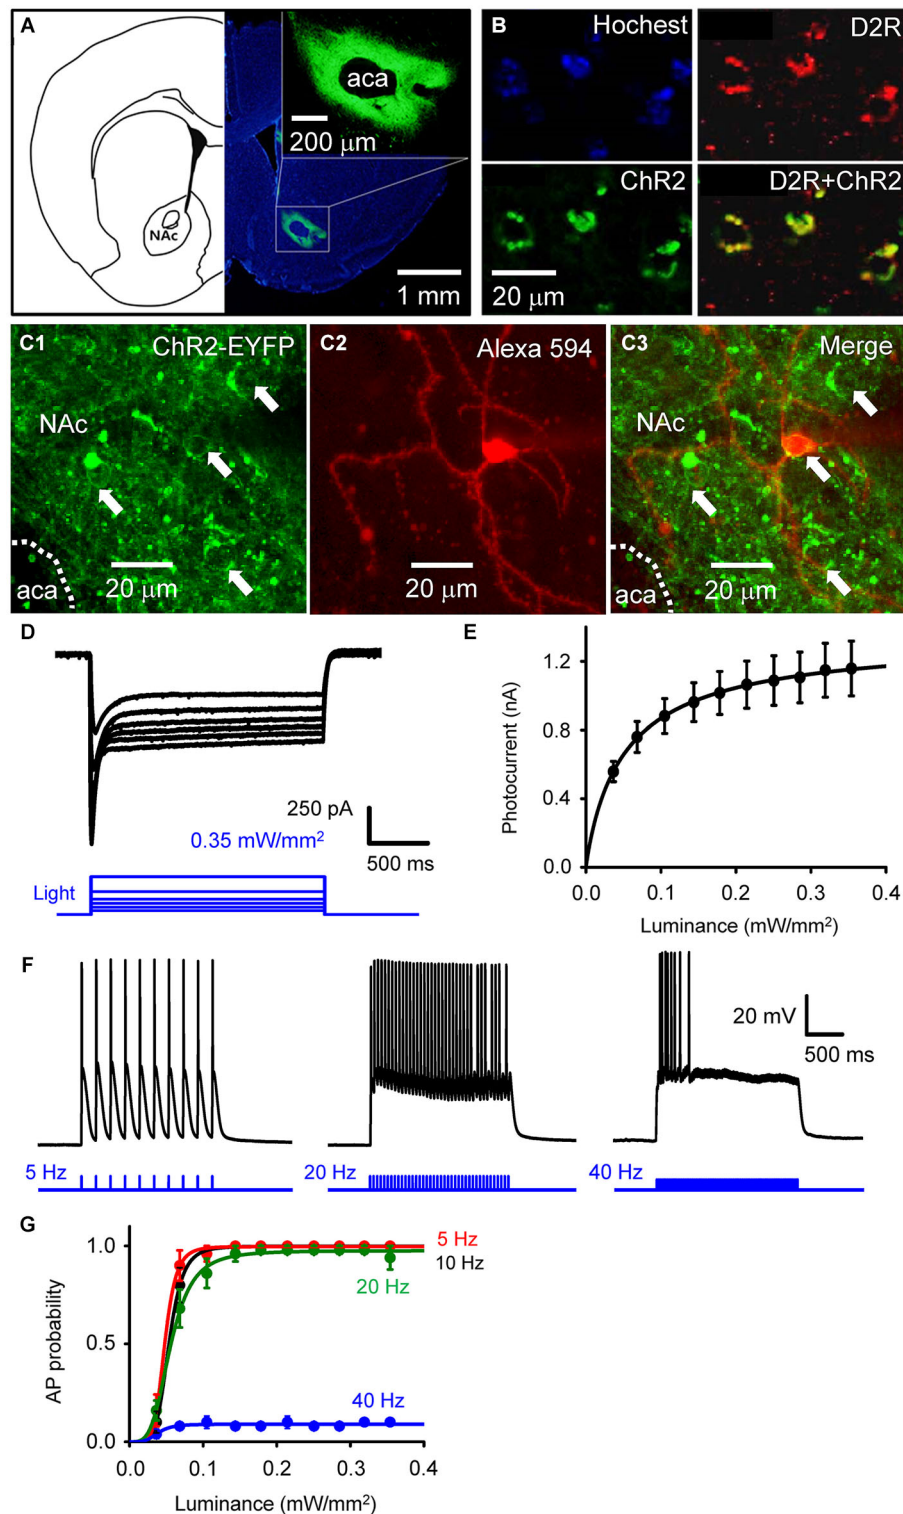 A
NAc
aca
200 μm
1 mm
B
Hochest
D2R
ChR2
D2R+ChR2
20 μm
C1
ChR2-EYFP
NAc
20 μm
aca
C2
Alexa 594
20 μm
C3
Merge
NAc
20 μm
aca
D
250 pA
500 ms
0.35 mW/mm²
Light
E
Photocurrent (nA)
1.2
0.8
0.4
0.0
0.0 0.1 0.2 0.3 0.4
Luminance (mW/mm²)
F
20 mV
500 ms
5 Hz
20 Hz
40 Hz
G
AP probability
1.0
0.5
0.0
5 Hz
10 Hz
20 Hz
40 Hz
0.0 0.1 0.2 0.3 0.4
Luminance (mW/mm²)